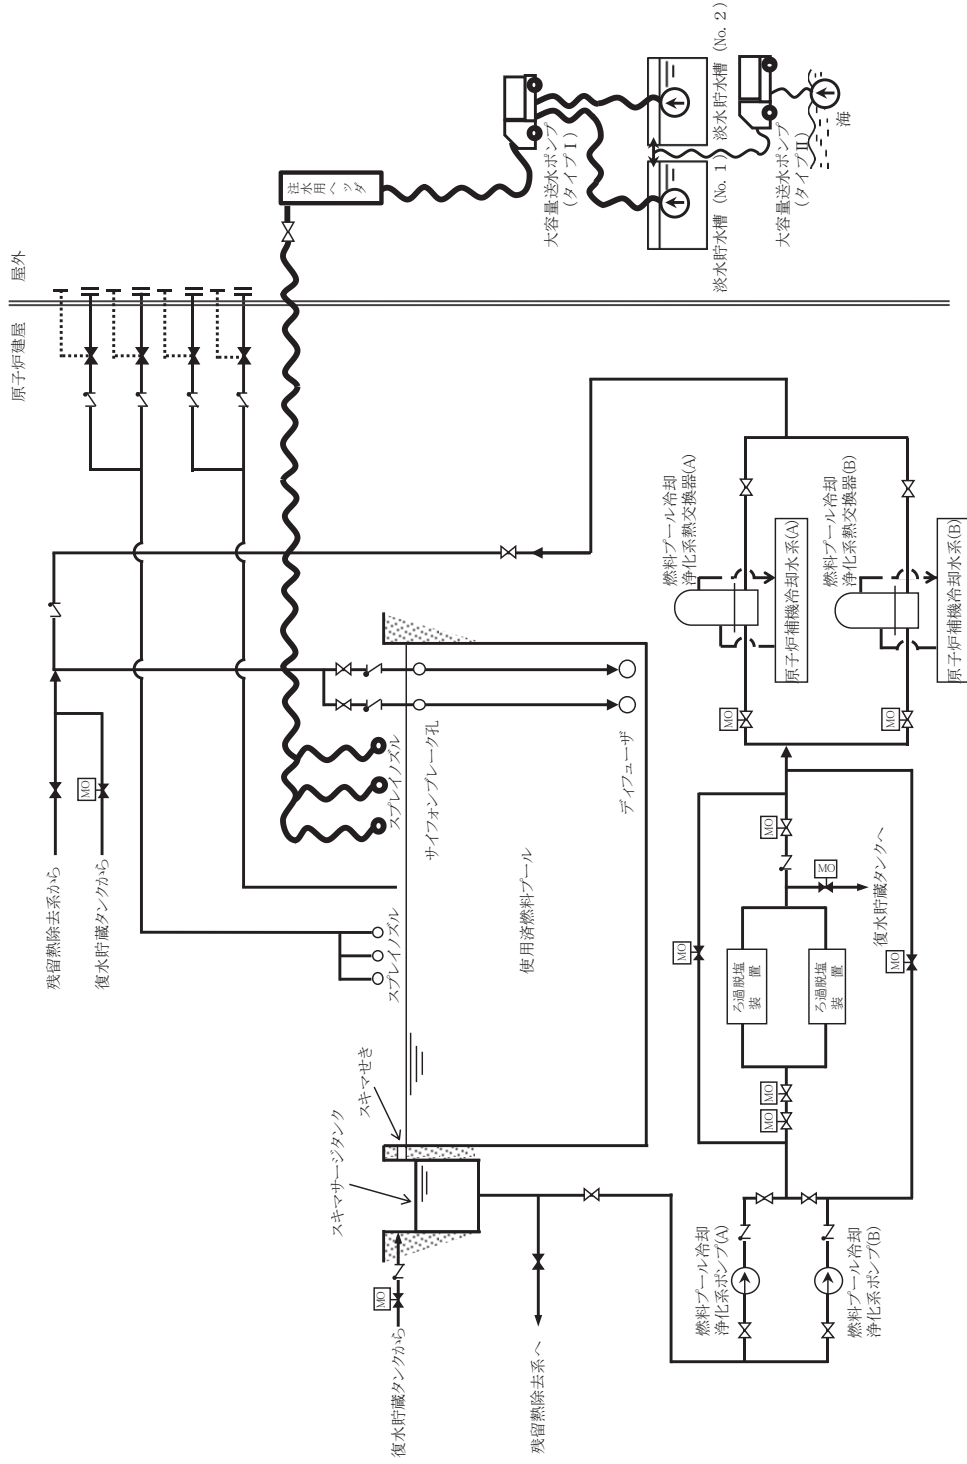 屋外
原子炉建屋
注水用ヘッダ
大容量送水ポンプ
（タイプⅠ）
淡水貯水槽（No. 2）
淡水貯水槽（No. 1）
大容量送水ポンプ
（タイプⅡ）
海
燃料プール冷却
浄化系熱交換器(A)
原子炉補機冷却水系(A)
燃料プール冷却
浄化系熱交換器(B)
原子炉補機冷却水系(B)
MO
MO
残留熱除去系から
MO
復水貯蔵タンクから
スプレイノズル
サイフォンブレーク孔
ディフューザ
スプレイノズル
使用済燃料プール
スキマせき
スキマサージタンク
MO
復水貯蔵タンクから
残留熱除去系へ
MO
MO
復水貯蔵タンクへ
MO
MO
ろ過脱塩
装　置
ろ過脱塩
装　置
MO
MO
燃料プール冷却
浄化系ポンプ(A)
燃料プール冷却
浄化系ポンプ(B)